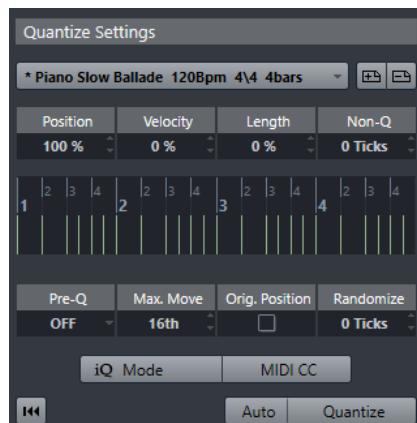 Quantize Settings
* Piano Slow Ballade 120Bpm 4\4 4bars
Position Velocity Length Non-Q
100 % 0 % 0 % 0 Ticks
1 2 3 4 2 2 3 4 3 2 3 4 4 2 3 4
Pre-Q Max. Move Orig. Position Randomize
OFF 16th 0 Ticks
iQ Mode MIDI CC
Auto Quantize